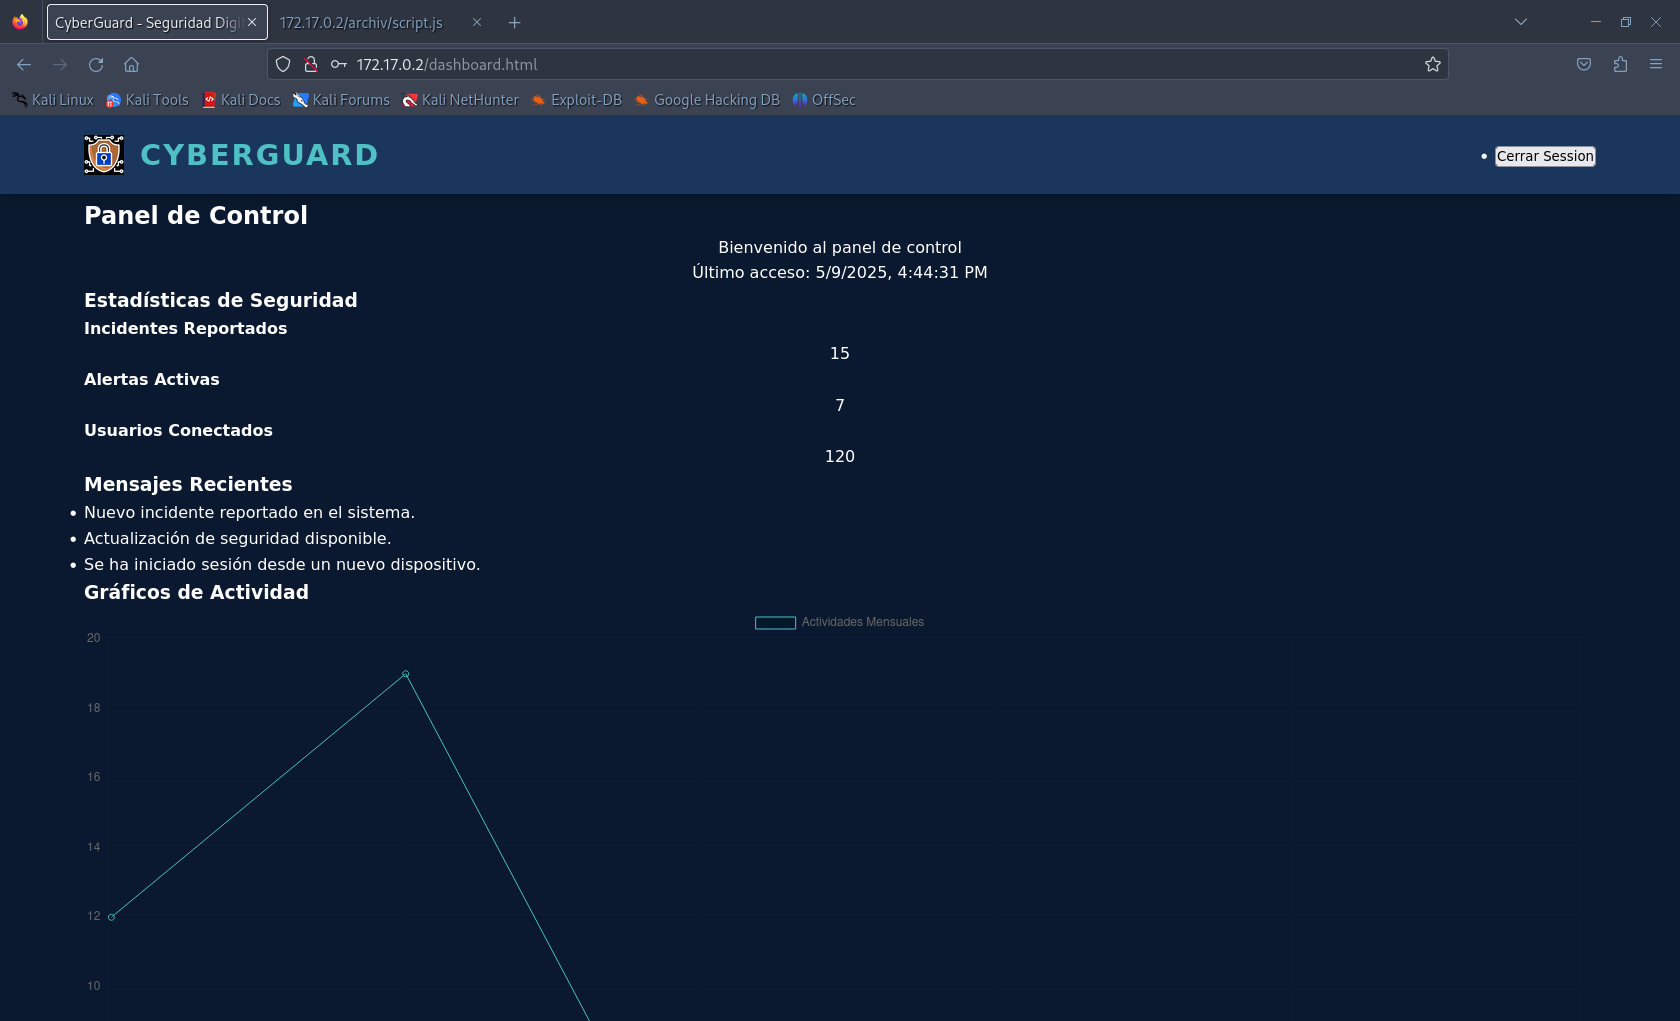 CyberGuard - Seguridad Digit
172.17.0.2/archiv/script.js
172.17.0.2/dashboard.html
Kali Linux
Kali Tools
Kali Docs
Kali Forums
Kali NetHunter
Exploit-DB
Google Hacking DB
OffSec
CYBERGUARD
Cerrar Session
Panel de Control
Bienvenido al panel de control
Último acceso: 5/9/2025, 4:44:31 PM
Estadísticas de Seguridad
Incidentes Reportados
15
Alertas Activas
7
Usuarios Conectados
120
Mensajes Recientes
Nuevo incidente reportado en el sistema.
Actualización de seguridad disponible.
Se ha iniciado sesión desde un nuevo dispositivo.
Gráficos de Actividad
Actividades Mensuales
20
18
16
14
12
10